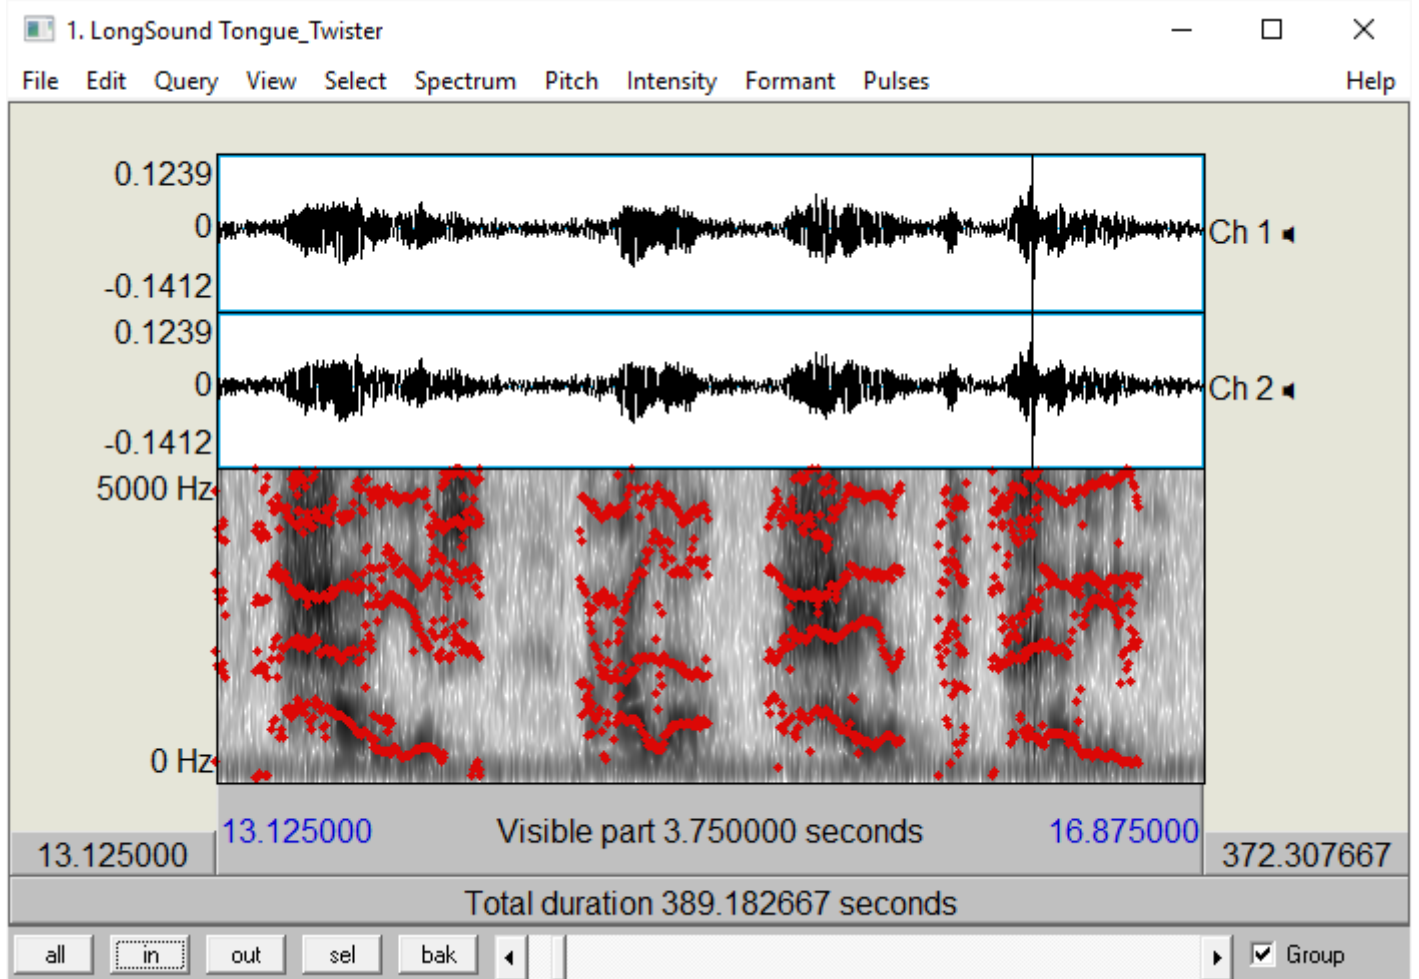 1. LongSound Tongue_Twister
File Edit Query View Select Spectrum Pitch Intensity Formant Pulses Help
0.1239
0
-0.1412
Ch 1
0.1239
0
-0.1412
Ch 2
5000 Hz
0 Hz
13.125000 Visible part 3.750000 seconds 16.875000
13.125000 372.307667
Total duration 389.182667 seconds
all in out sel bak Group